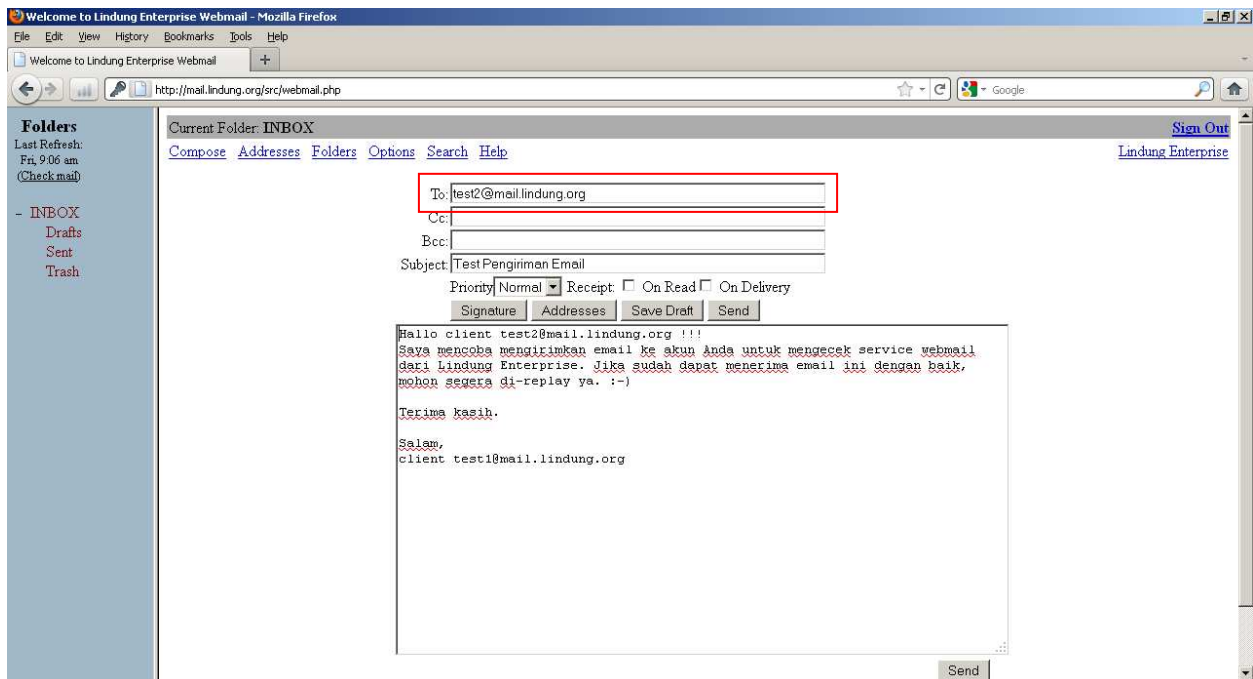 Welcome to Lindung Enterprise Webmail - Mozilla Firefox
File Edit View History Bookmarks Tools Help
Welcome to Lindung Enterprise Webmail +
http://mail.lindung.org/src/webmail.php Google
Folders
Last Refresh:
Fri, 9:06 am
(Check mail)
- INBOX
Drafts
Sent
Trash
Current Folder: INBOX Sign Out
Compose Addresses Folders Options Search Help Lindung Enterprise
To: test2@mail.lindung.org
Cc:
Bcc:
Subject: Test Pengiriman Email
Priority Normal Receipt: On Read On Delivery
Signature Addresses Save Draft Send
Hallo client test2@mail.lindung.org !!!
Saya mencoba mengirimkan email ke akun Anda untuk mengecek service webmail
dari Lindung Enterprise. Jika sudah dapat menerima email ini dengan baik,
mohon segera di-replay ya. :-)
Terima kasih.
Salam,
client test1@mail.lindung.org
Send